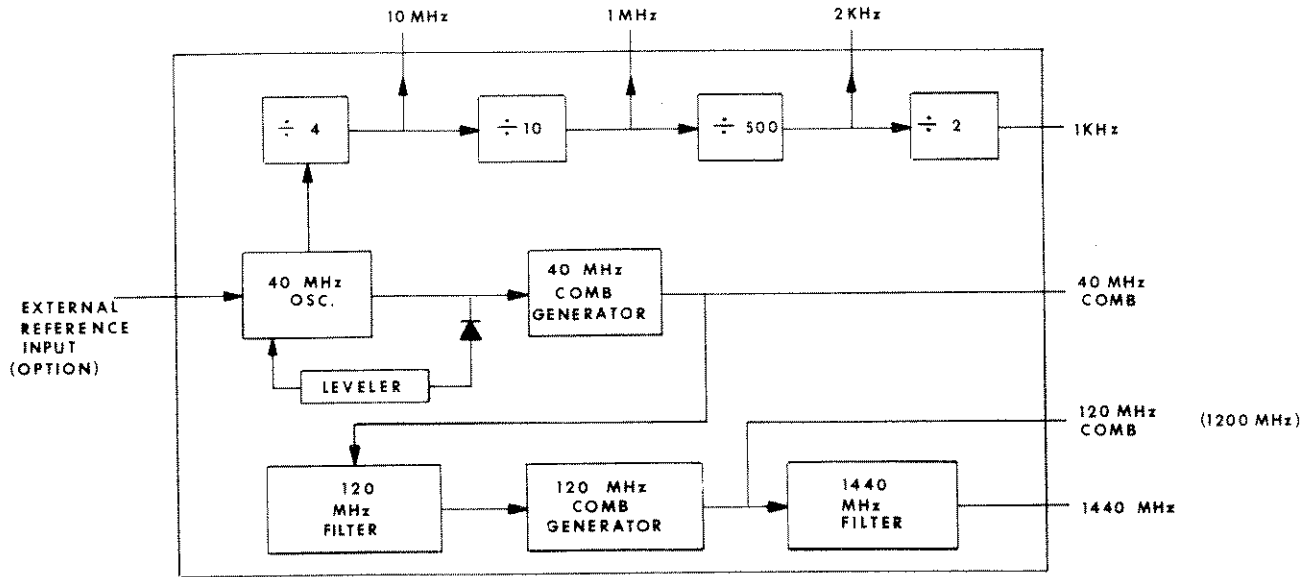 10 MHz
1 MHz
2 KHz
÷ 4
÷ 10
÷ 500
÷ 2
1KHz
EXTERNAL
REFERENCE
INPUT
(OPTION)
40 MHz
OSC.
40 MHz
COMB
GENERATOR
40 MHz
COMB
LEVELER
120 MHz
COMB
(1200 MHz)
120
MHz
FILTER
120 MHz
COMB
GENERATOR
1440
MHz
FILTER
1440 MHz